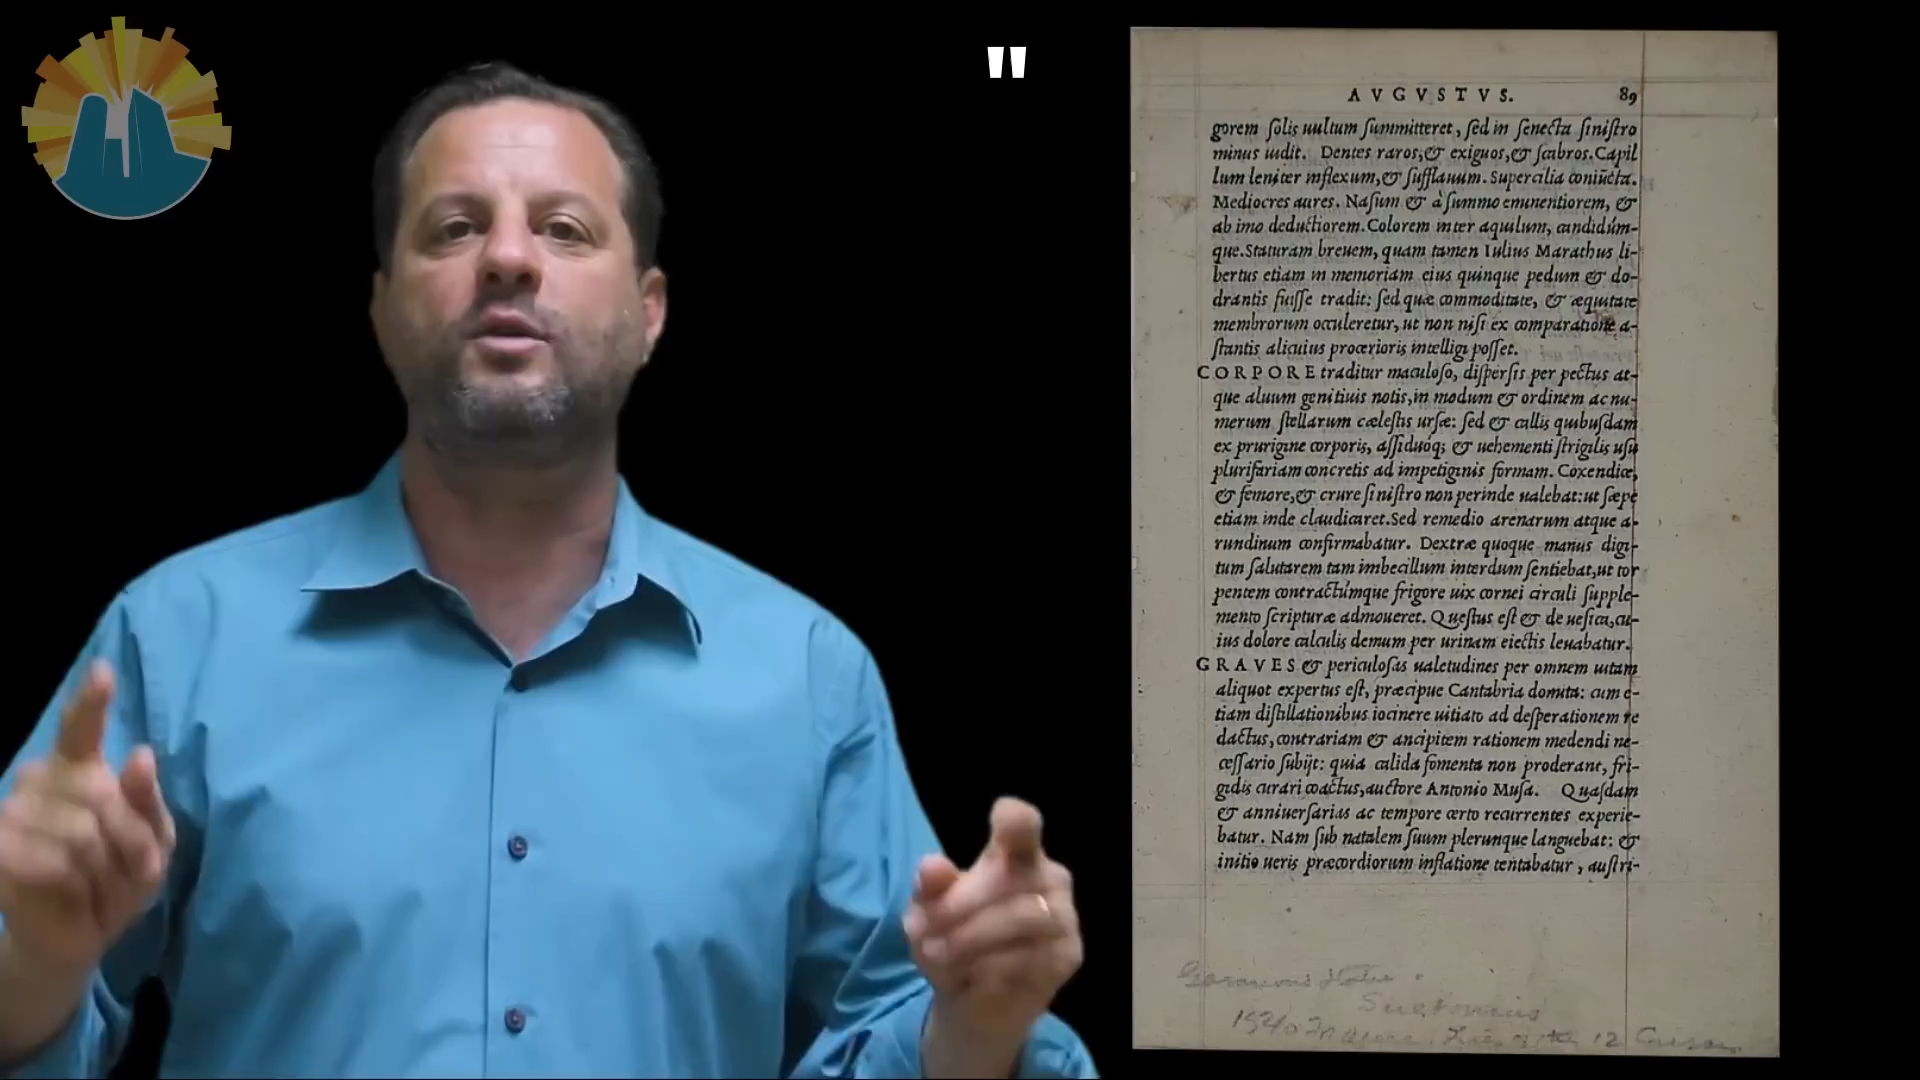 "
AVGVSTVS. 89
gorem ſolis uultum ſummitteret, ſed in ſenecta ſiniſtro
minus uidit. Dentes raros, & exiguos, & ſcabros. Capil
lum leniter inflexum, & ſufflauum. Supercilia coniūcta.
Mediocres aures. Naſum & à ſummo eminentiorem, &
ab imo deductiorem. Colorem inter aquilum, candidúm-
que. Staturam breuem, quam tamen Iulius Marathus li-
bertus etiam in memoriam eius quinque pedum & do-
drantis fuiſſe tradit: ſed quæ commoditate, & æquitate
membrorum occuleretur, ut non niſi ex comparatione a-
ſtantis alicuius procerioris intelligi poſſet.
CORPORE traditur maculoſo, diſperſis per pectus at-
que aluum genitiuis notis, in modum & ordinem ac nu-
merum ſtellarum cæleſtis urſæ: ſed & callis quibuſdam
ex prurigine corporis, aſſiduóq; & uehementi ſtrigilis uſu
plurifariam concretis ad impetiginis formam. Coxendice,
& femore, & crure ſiniſtro non perinde ualebat: ut ſæpe
etiam inde claudicaret. Sed remedio arenarum atque a-
rundinum confirmabatur. Dextræ quoque manus digi-
tum ſalutarem tam imbecillum interdum ſentiebat, ut tor
pentem contractúmque frigore uix cornei circuli ſupple-
mento ſcripturæ admoueret. Queſtus eſt & de ueſica, cu-
ius dolore calculis demum per urinam eiectis leuabatur.
GRAVES & periculoſas ualetudines per omnem uitam
aliquot expertus eſt, præcipue Cantabria domita: cum e-
tiam diſtillationibus iocinere uitiato ad deſperationem re
dactus, contrariam & ancipitem rationem medendi ne-
ceſſario ſubijt: quia calida fomenta non proderant, fri-
gidis curari coactus, auctore Antonio Muſa. Quaſdam
& anniuerſarias ac tempore certo recurrentes experie-
batur. Nam ſub natalem ſuum plerunque languebat: &
initio ueris præcordiorum inflatione tentabatur, auſtri-
Suetonius
12